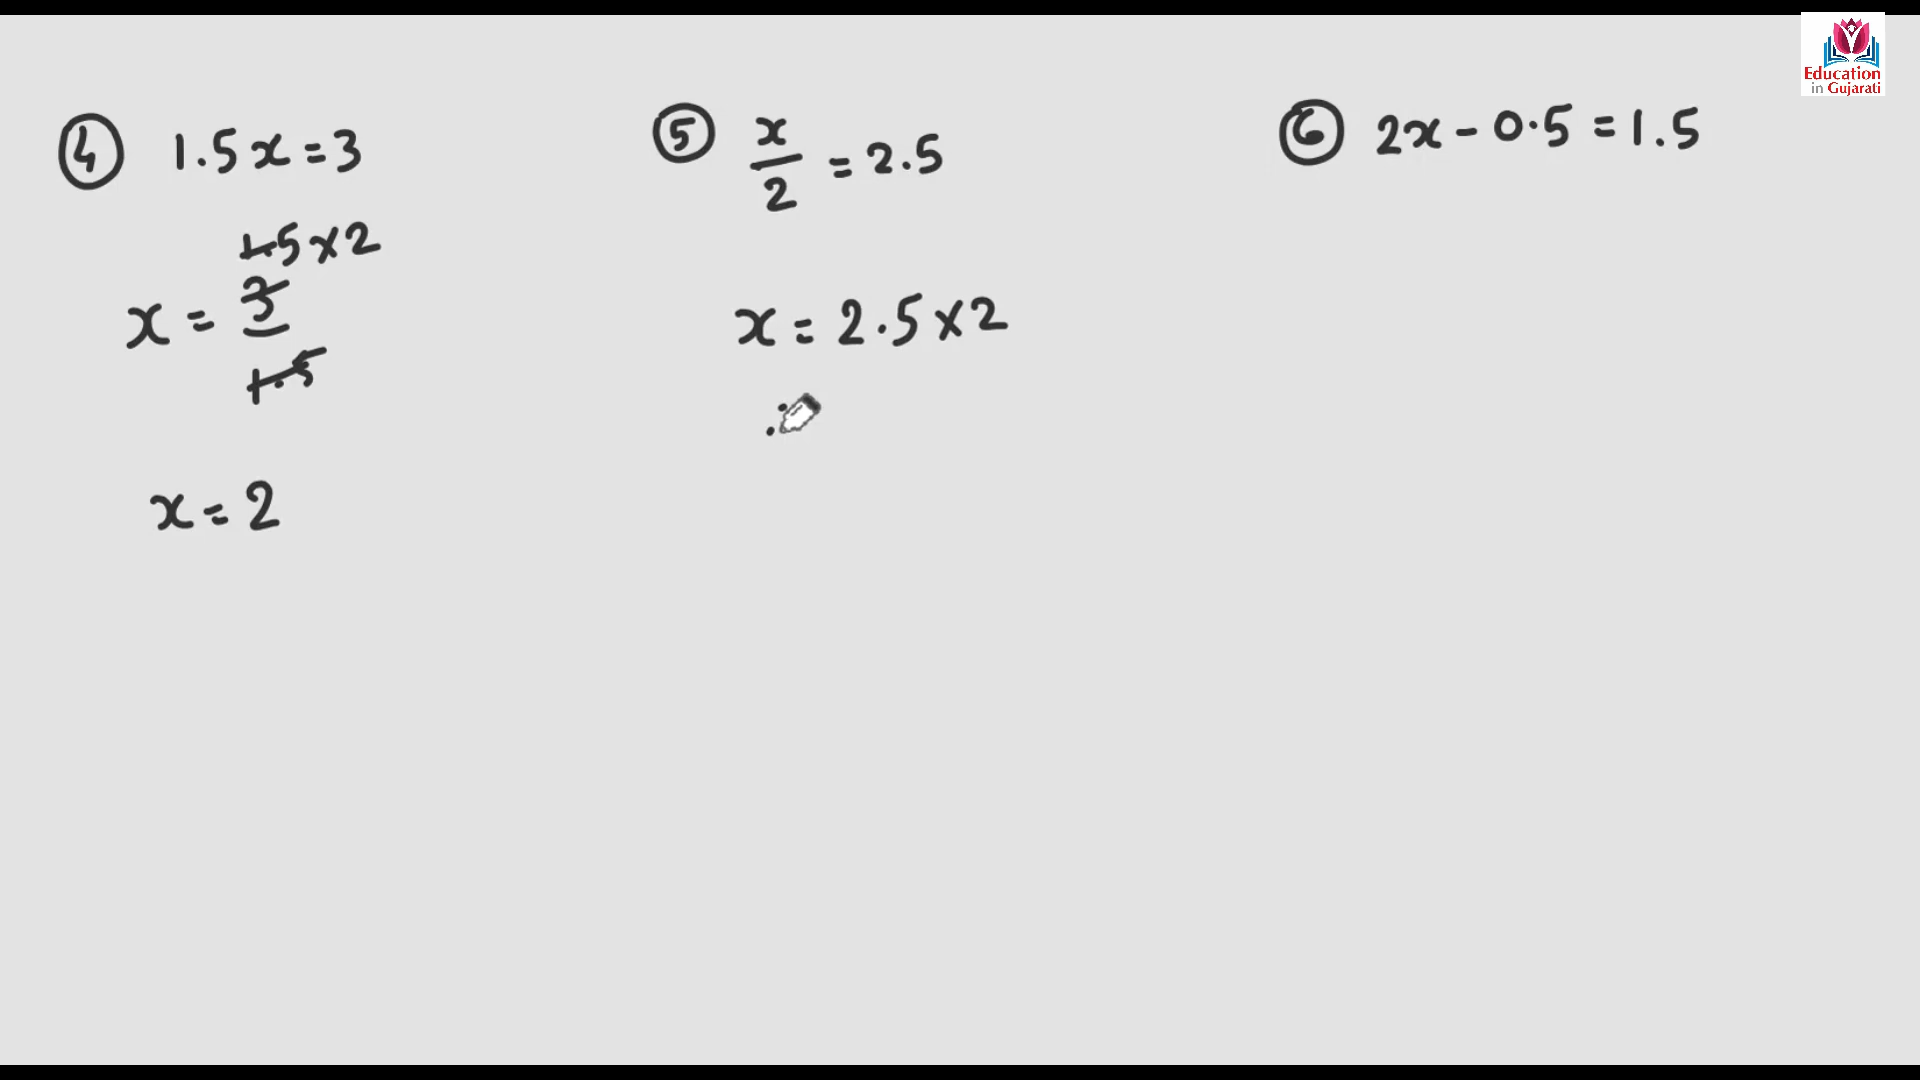 Education
in Gujarati
④ 1.5x=3
1.5×2
x = 3
1.5
x = 2
⑤ x
2 = 2.5
x = 2.5×2
⑥ 2x - 0.5 = 1.5